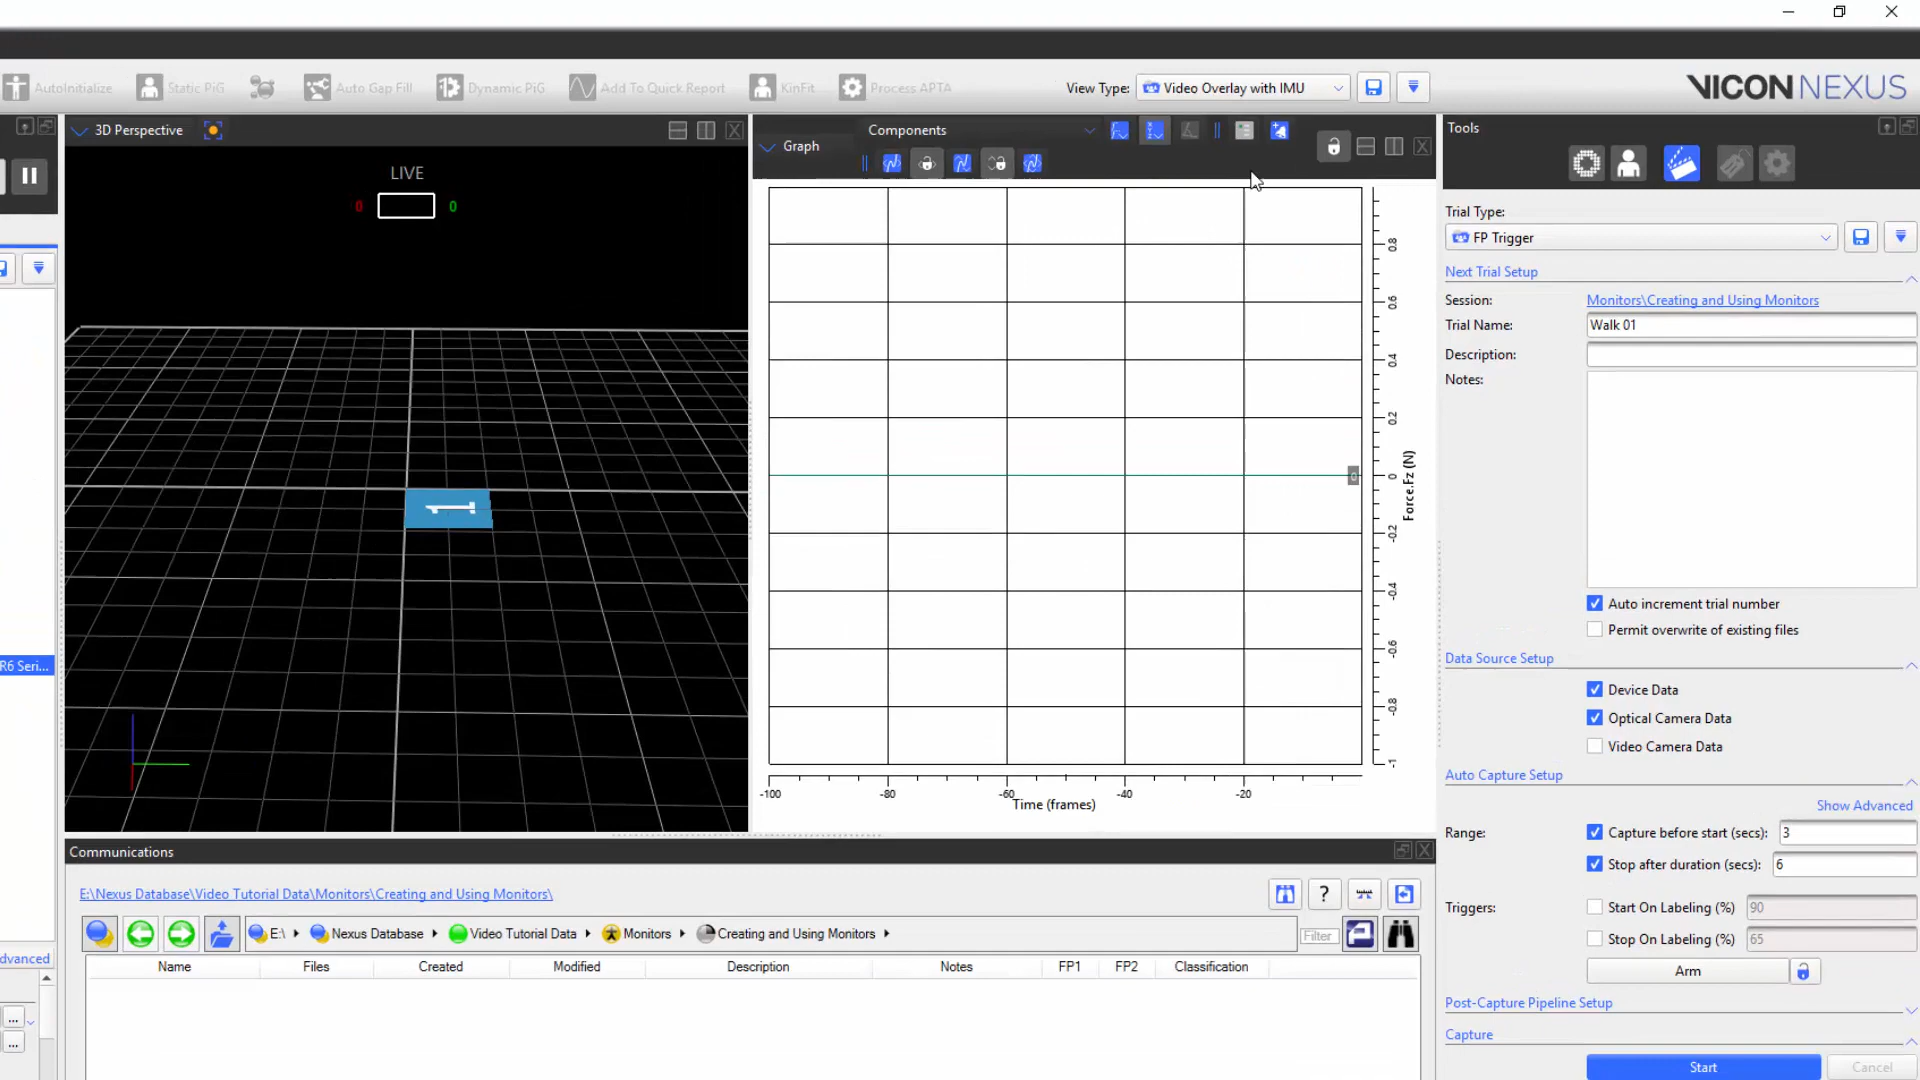 AutoInitialize Static PiG Auto Gap Fill Dynamic PiG Add To Quick Report KinFit Process APTA View Type: Video Overlay with IMU VICON NEXUS
3D Perspective
Components
Graph
Tools
LIVE
0 0
Trial Type:
FP Trigger
Next Trial Setup
Session: Monitors\Creating and Using Monitors
Trial Name: Walk 01
Description:
Notes:
1
0.8
0.6
0.4
0.2
0
0
-0.2
-0.4
-0.6
-0.8
-1
Force.Fz (N)
-100 -80 -60 -40 -20
Time (frames)
R6 Seri...
Auto increment trial number
Permit overwrite of existing files
Data Source Setup
Device Data
Optical Camera Data
Video Camera Data
Auto Capture Setup
Show Advanced
Range: Capture before start (secs): 3
Stop after duration (secs): 6
Triggers: Start On Labeling (%) 90
Stop On Labeling (%) 65
Arm
Post-Capture Pipeline Setup
Capture
Start Cancel
Communications
E:\Nexus Database\Video Tutorial Data\Monitors\Creating and Using Monitors\
?
E:\ Nexus Database Video Tutorial Data Monitors Creating and Using Monitors Filter
Name Files Created Modified Description Notes FP1 FP2 Classification
dvanced
...
...